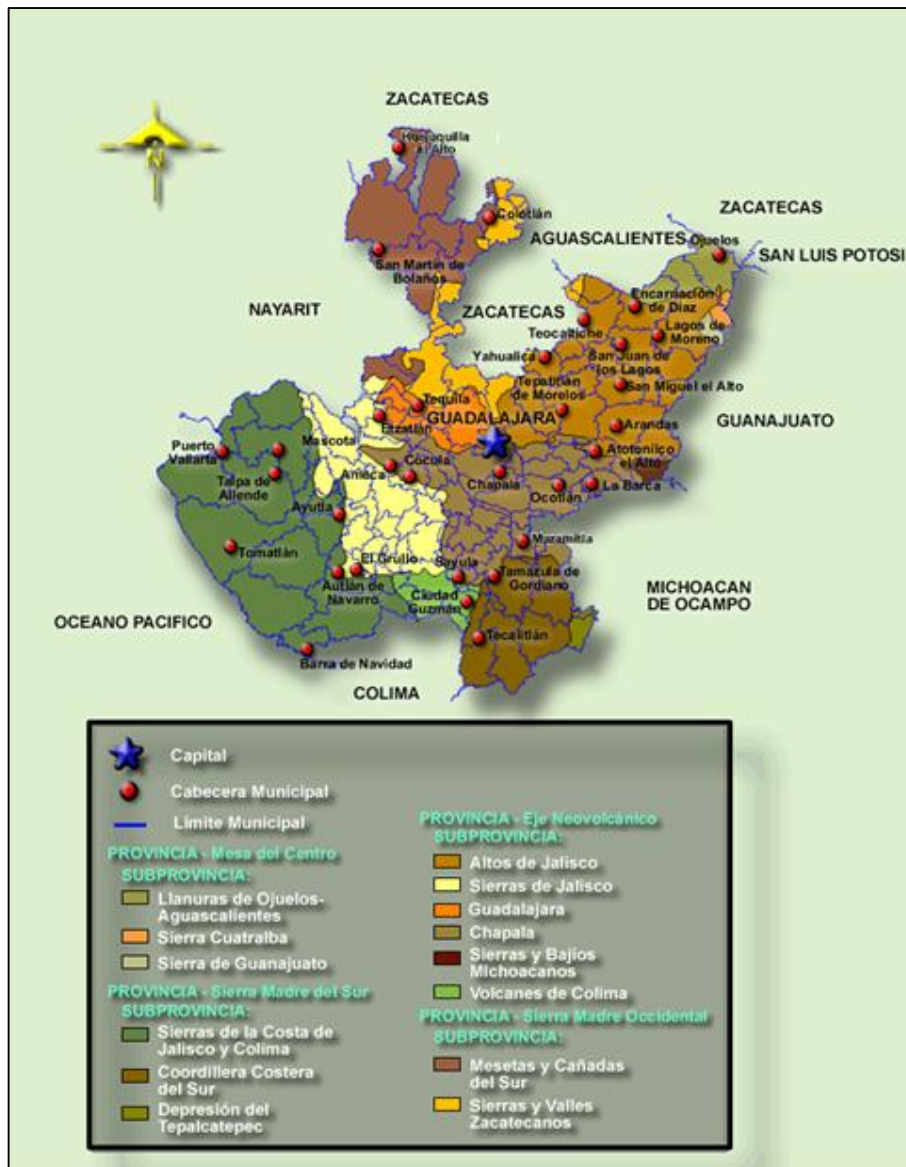 ZACATECAS
N
Huejuquilla
el Alto
Colotlán
ZACATECAS
AGUASCALIENTES
Ojuelos
SAN LUIS POTOSI
San Martín de
Bolaños
NAYARIT
ZACATECAS
Encarnación
de Díaz
Teocaltiche
Lagos de
Moreno
Yahualica
San Juan de
los Lagos
Tepatitlán
de Morelos
San Miguel el Alto
Tequila
GUADALAJARA
GUANAJUATO
Etzatlán
Arandas
Puerto
Vallarta
Mascota
Atotonilco
el Alto
Cocola
Ameca
Chapala
Talpa de
Allende
Ocotlán
La Barca
Ayutla
Tomatlán
Mazamitla
El Grullo
Sayula
Tamazula de
Gordiano
Autlán de
Navarro
Ciudad
Guzmán
MICHOACAN
DE OCAMPO
OCEANO PACIFICO
Tecalitlán
Barra de Navidad
COLIMA
Capital
Cabecera Municipal
Límite Municipal
PROVINCIA - Mesa del Centro
SUBPROVINCIA:
Llanuras de Ojuelos-
Aguascalientes
Sierra Cuatralba
Sierra de Guanajuato
PROVINCIA - Sierra Madre del Sur
SUBPROVINCIA:
Sierras de la Costa de
Jalisco y Colima
Coordillera Costera
del Sur
Depresión del
Tepalcatepec
PROVINCIA - Eje Neovolcánico
SUBPROVINCIA:
Altos de Jalisco
Sierras de Jalisco
Guadalajara
Chapala
Sierras y Bajíos
Michoacanos
Volcanes de Colima
PROVINCIA - Sierra Madre Occidental
SUBPROVINCIA:
Mesetas y Cañadas
del Sur
Sierras y Valles
Zacatecanos